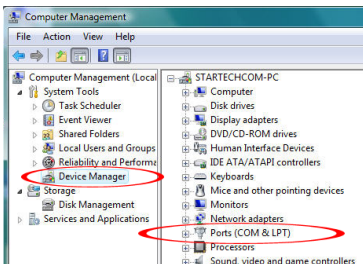 Computer Management
File Action View Help
Computer Management (Local
System Tools
Task Scheduler
Event Viewer
Shared Folders
Local Users and Groups
Reliability and Performa
Device Manager
Storage
Disk Management
Services and Applications
STARTECHCOM-PC
Computer
Disk drives
Display adapters
DVD/CD-ROM drives
Human Interface Devices
IDE ATA/ATAPI controllers
Keyboards
Mice and other pointing devices
Monitors
Network adapters
Ports (COM & LPT)
Processors
Sound, video and game controllers